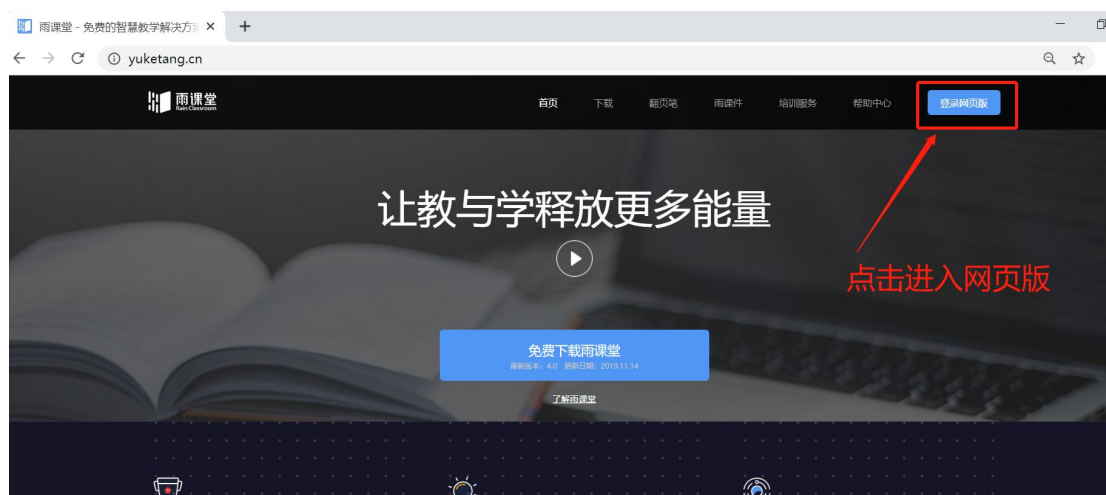 雨课堂 - 免费的智慧教学解决方
yuketang.cn
雨课堂
Rain Classroom
首页 下载 翻页笔 雨课件 培训服务 帮助中心 登录网页版
让教与学释放更多能量
点击进入网页版
免费下载雨课堂
最新版本：4.0 更新日期：2019.11.14
了解雨课堂